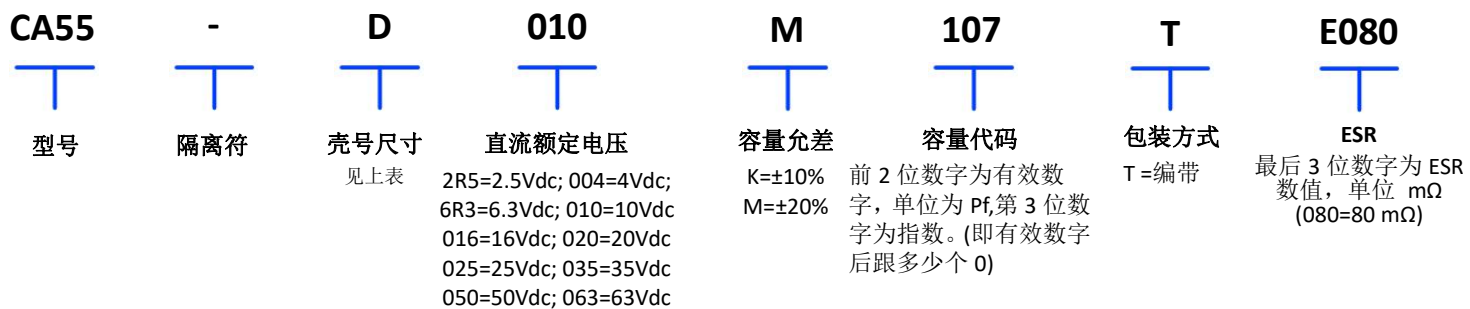 CA55 - D 010 M 107 T E080
型号 隔离符 壳号尺寸 直流额定电压 容量允差 容量代码 包装方式 ESR
见上表
2R5=2.5Vdc; 004=4Vdc;
6R3=6.3Vdc; 010=10Vdc
016=16Vdc; 020=20Vdc
025=25Vdc; 035=35Vdc
050=50Vdc; 063=63Vdc
K=±10%
M=±20%
前 2 位数字为有效数
字，单位为 Pf,第 3 位数
字为指数。(即有效数字
后跟多少个 0)
T =编带
最后 3 位数字为 ESR
数值，单位 mΩ
(080=80 mΩ)